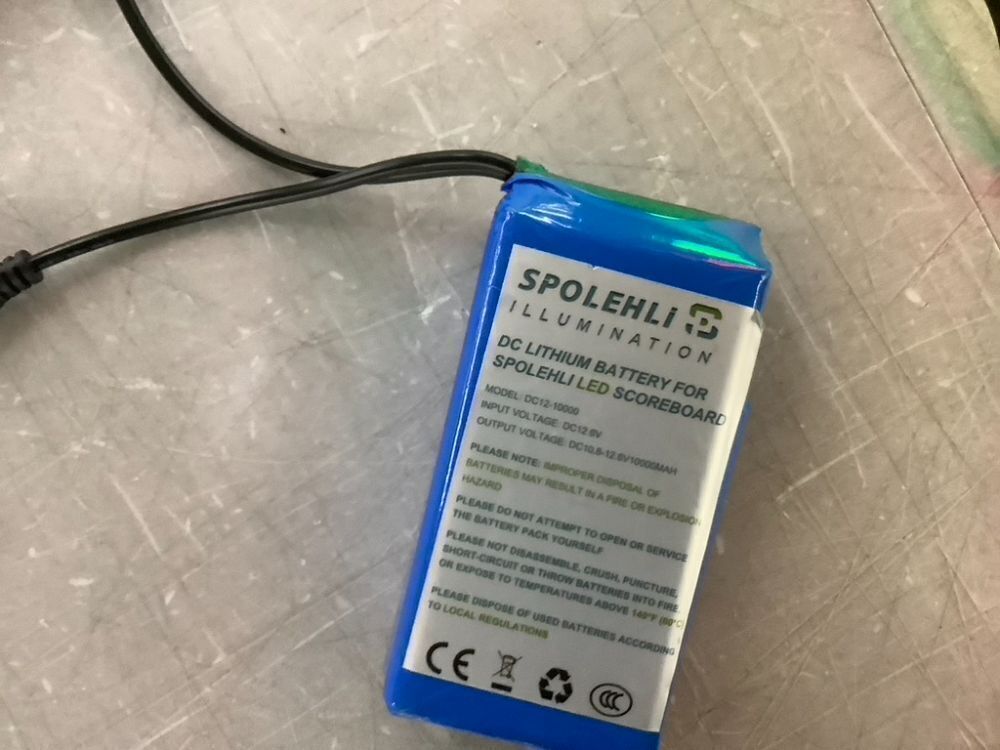 SPOLEHLi
ILLUMINATION
DC LITHIUM BATTERY FOR
SPOLEHLI LED SCOREBOARD
MODEL: DC12-10000
INPUT VOLTAGE: DC12.6V
OUTPUT VOLTAGE: DC10.8-12.6V10000MAH
PLEASE NOTE: IMPROPER DISPOSAL OF
BATTERIES MAY RESULT IN A FIRE OR EXPLOSION
HAZARD
PLEASE DO NOT ATTEMPT TO OPEN OR SERVICE
THE BATTERY PACK YOURSELF
PLEASE NOT DISASSEMBLE, CRUSH, PUNCTURE,
SHORT-CIRCUIT OR THROW BATTERIES INTO FIRE,
OR EXPOSE TO TEMPERATURES ABOVE 140°F (60°C)
PLEASE DISPOSE OF USED BATTERIES ACCORDING
TO LOCAL REGULATIONS
CE CCC